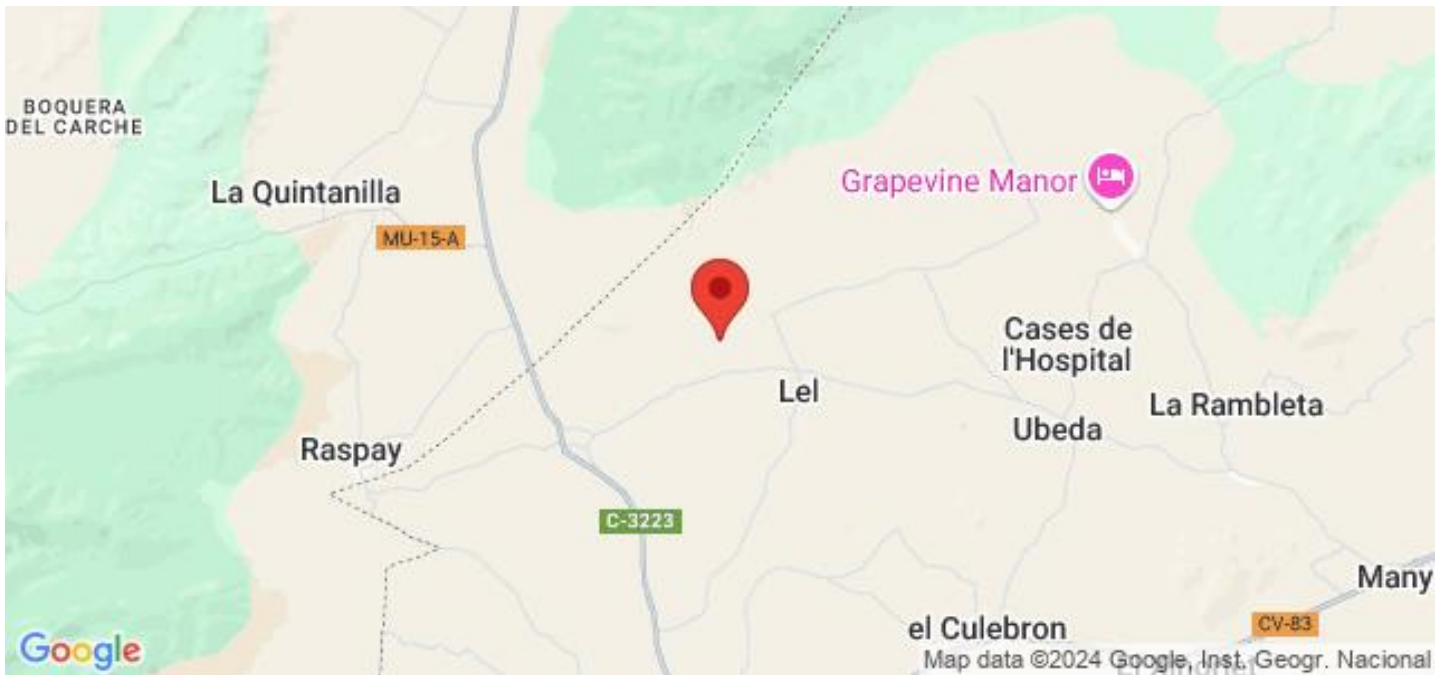 BOQUERA
DEL CARCHE
La Quintanilla
MU-15-A
Grapevine Manor
Cases de
l'Hospital
Lel
La Rambleta
Ubeda
Raspay
C-3223
Many
el Culebron
CV-83
Google
Map data ©2024 Google, Inst. Geogr. Nacional